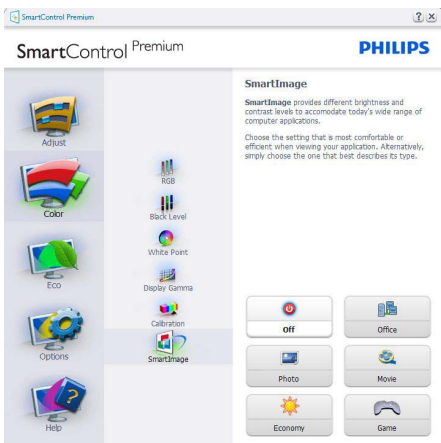 SmartControl Premium
SmartControl Premium
PHILIPS
Adjust
Color
Eco
Options
Help
RGB
Black Level
White Point
Display Gamma
Calibration
SmartImage
SmartImage
SmartImage provides different brightness and
contrast levels to accomodate today's wide range of
computer applications.
Choose the setting that is most comfortable or
efficient when viewing your application. Alternatively,
simply choose the one that best describes its type.
Off
Office
Photo
Movie
Economy
Game